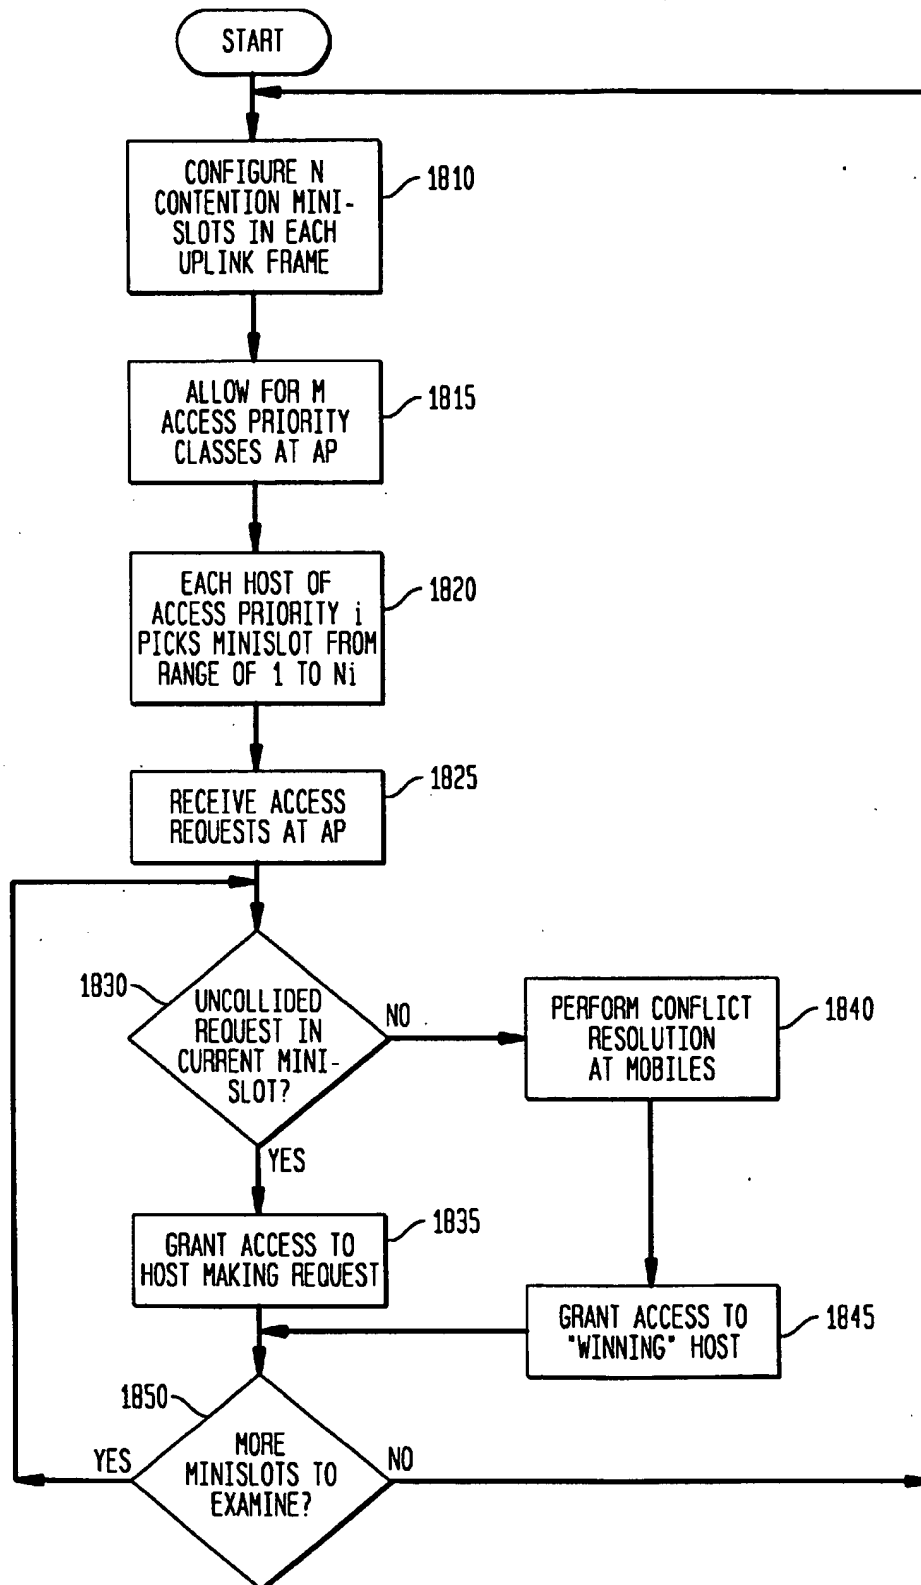 START
CONFIGURE N
CONTENTION MINI-
SLOTS IN EACH
UPLINK FRAME
1810
ALLOW FOR M
ACCESS PRIORITY
CLASSES AT AP
1815
EACH HOST OF
ACCESS PRIORITY i
PICKS MINISLOT FROM
RANGE OF 1 TO Ni
1820
RECEIVE ACCESS
REQUESTS AT AP
1825
1830
UNCOLLIDED
REQUEST IN
CURRENT MINI-
SLOT?
NO
YES
PERFORM CONFLICT
RESOLUTION
AT MOBILES
1840
GRANT ACCESS TO
HOST MAKING REQUEST
1835
GRANT ACCESS TO
"WINNING" HOST
1845
1850
MORE
MINISLOTS TO
EXAMINE?
YES
NO